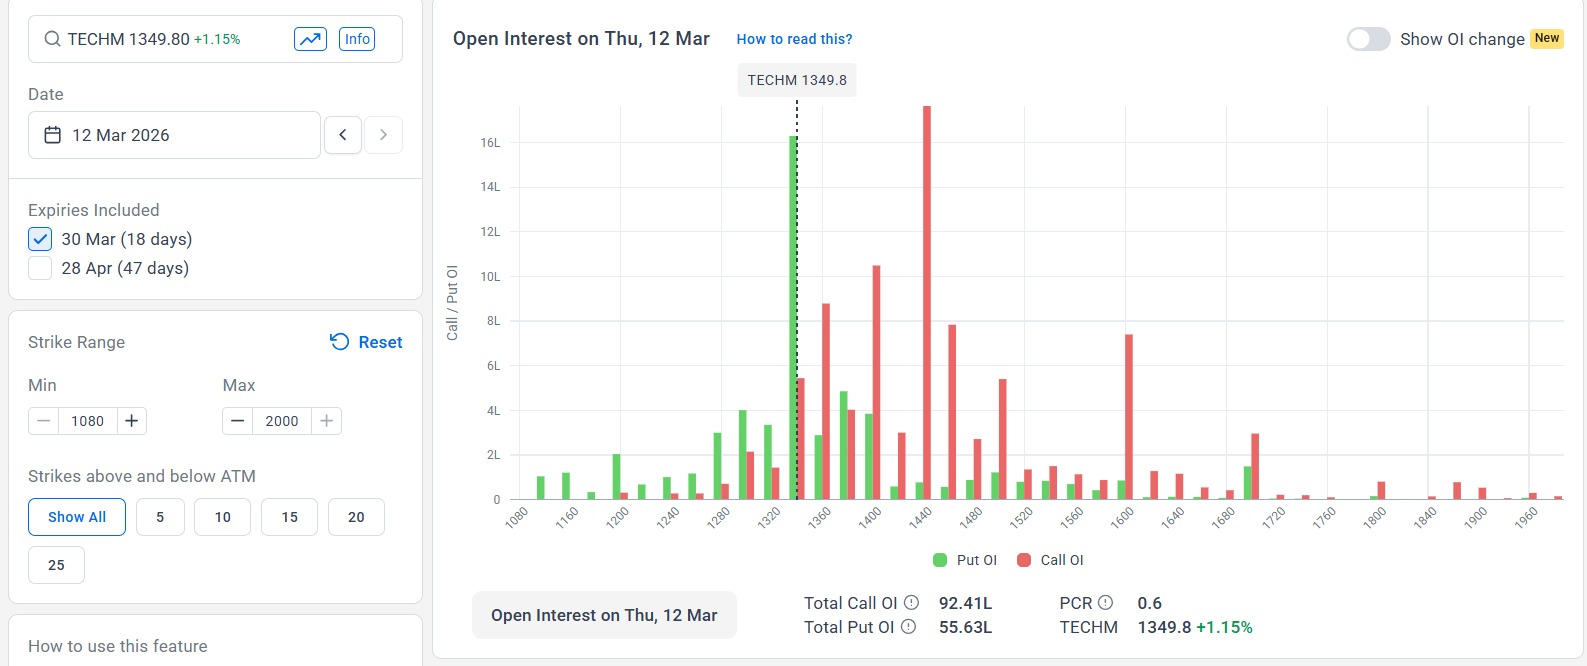 TECHM 1349.80 +1.15%
Info
Date
12 Mar 2026
Expiries Included
30 Mar (18 days)
28 Apr (47 days)
Strike Range
Reset
Min
Max
1080
2000
Strikes above and below ATM
Show All
5
10
15
20
25
How to use this feature
Open Interest on Thu, 12 Mar
How to read this?
Show OI change
New
TECHM 1349.8
Call / Put OI
16L
14L
12L
10L
8L
6L
4L
2L
0
1080 1160 1200 1240 1280 1320 1360 1400 1440 1480 1520 1560 1600 1640 1680 1720 1760 1800 1840 1900 1960
Put OI
Call OI
Open Interest on Thu, 12 Mar
Total Call OI 92.41L
Total Put OI 55.63L
PCR 0.6
TECHM 1349.8 +1.15%